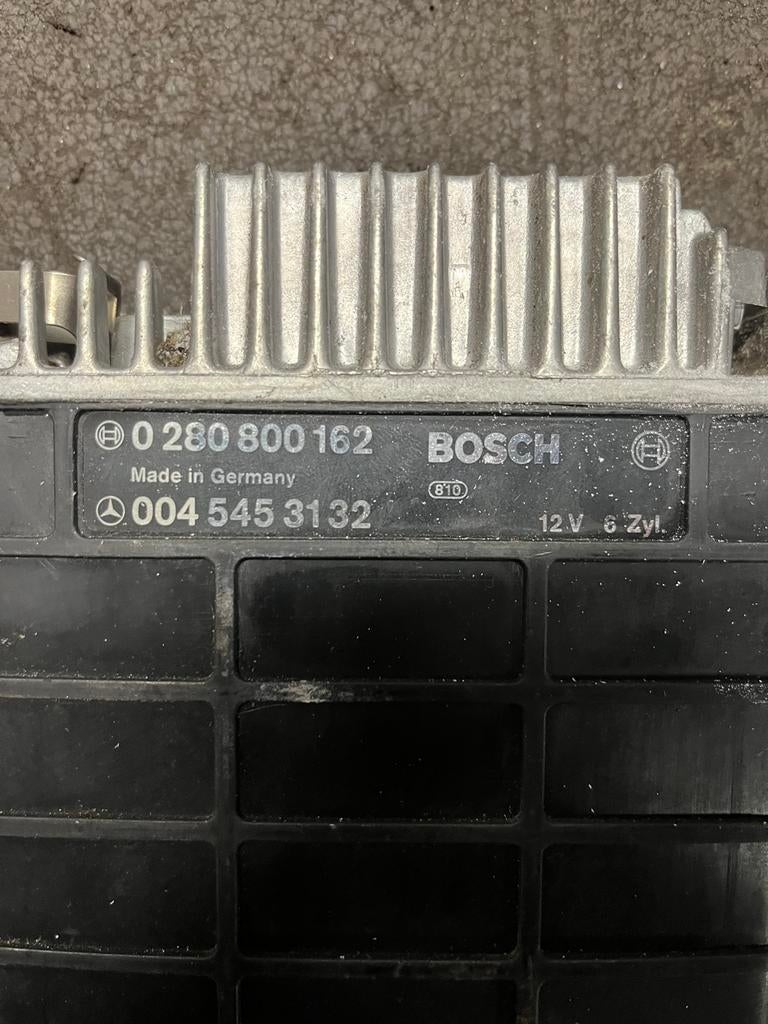 0 280 800 162
BOSCH
Made in Germany
810
004 545 3132
12 V 6 Zyl.